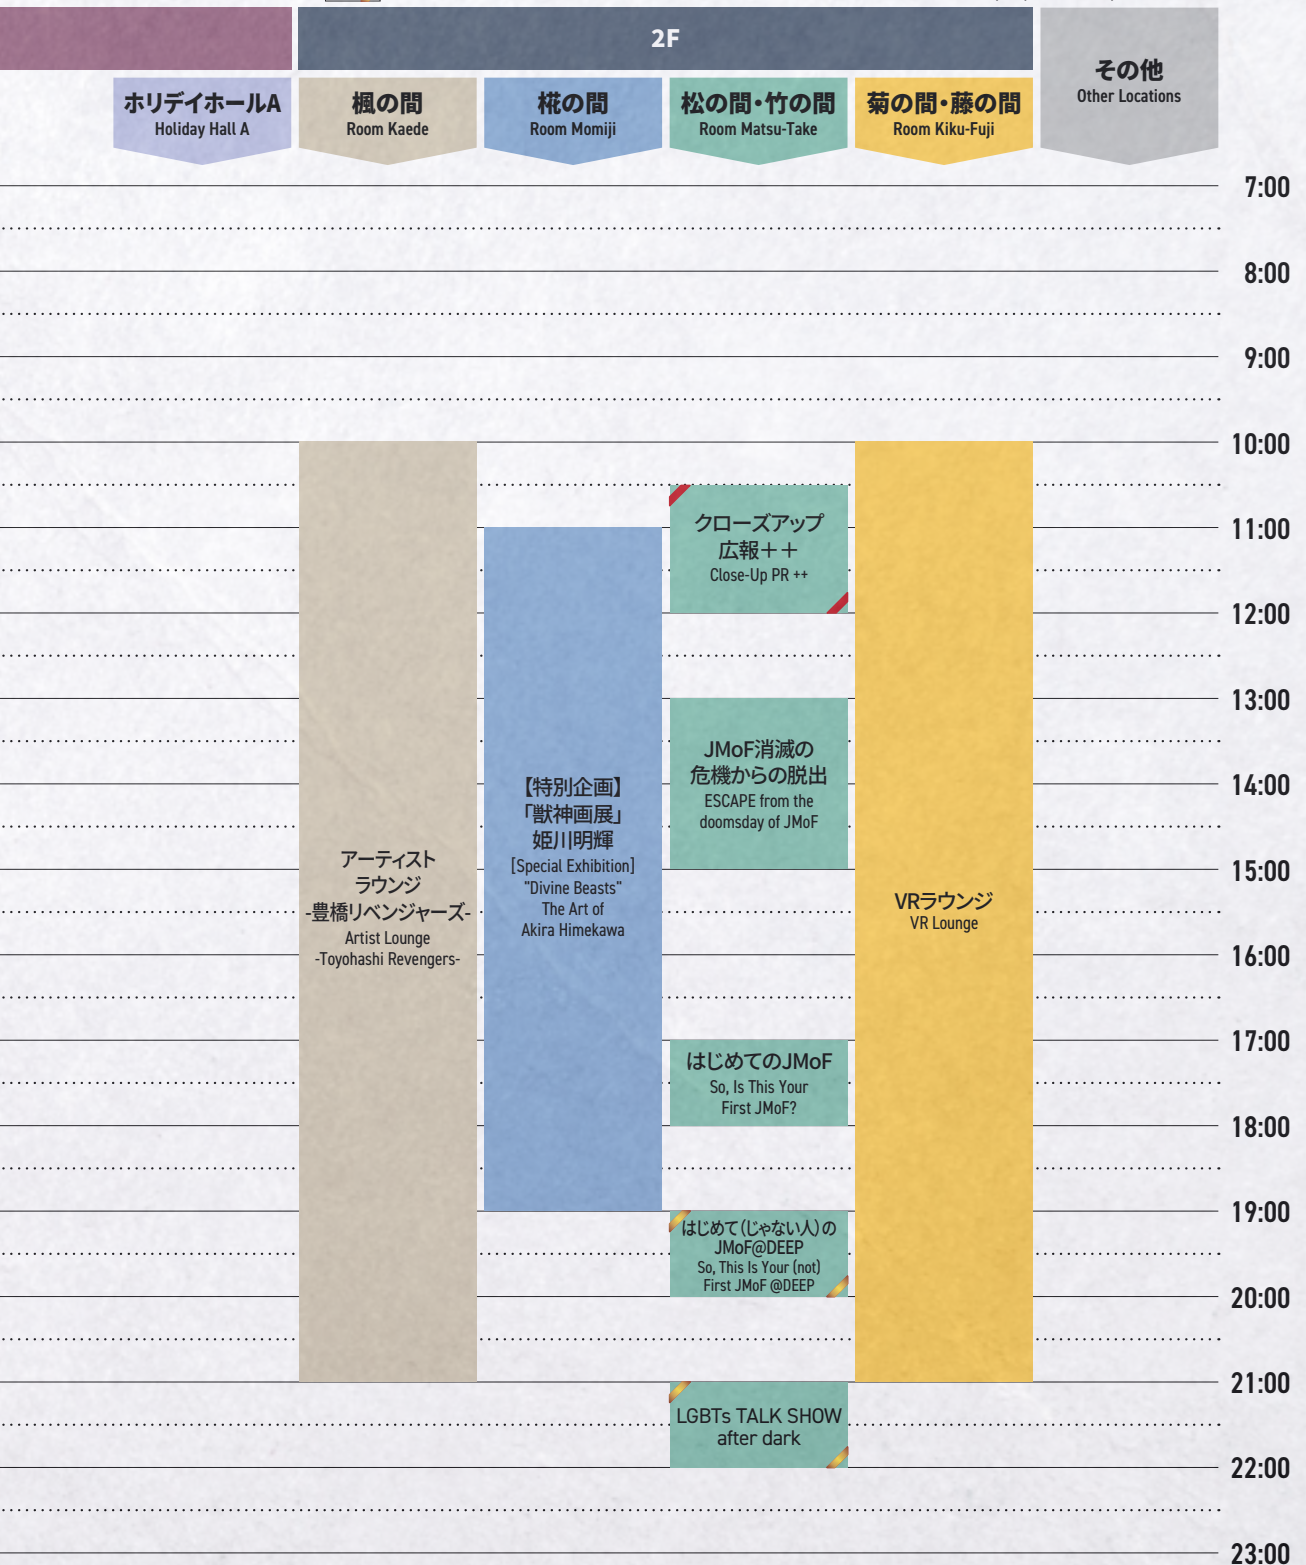 2F
その他
Other Locations
ホリデイホールA
Holiday Hall A
楓の間
Room Kaede
椛の間
Room Momiji
松の間・竹の間
Room Matsu-Take
菊の間・藤の間
Room Kiku-Fuji
7:00
8:00
9:00
10:00
11:00
12:00
13:00
14:00
15:00
16:00
17:00
18:00
19:00
20:00
21:00
22:00
23:00
アーティスト
ラウンジ
-豊橋リベンジャーズ-
Artist Lounge
-Toyohashi Revengers-
【特別企画】
「獣神画展」
姫川明輝
[Special Exhibition]
"Divine Beasts"
The Art of
Akira Himekawa
クローズアップ
広報＋＋
Close-Up PR ++
JMoF消滅の
危機からの脱出
ESCAPE from the
doomsday of JMoF
はじめてのJMoF
So, Is This Your
First JMoF?
はじめて（じゃない人）の
JMoF@DEEP
So, This Is Your (not)
First JMoF @DEEP
LGBTs TALK SHOW
after dark
VRラウンジ
VR Lounge